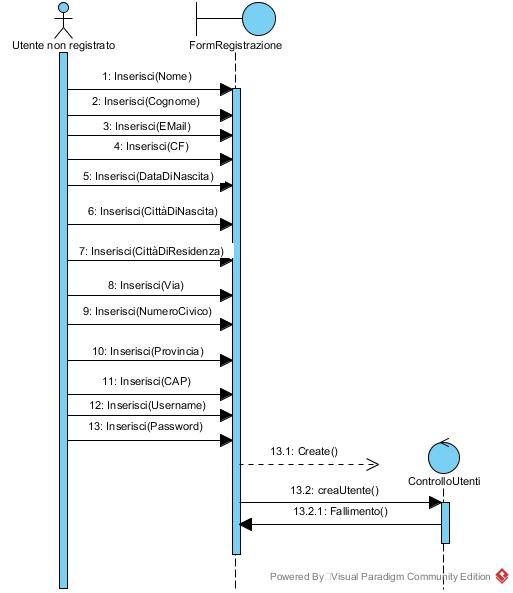 Utente non registrato
FormRegistrazione
1: Inserisci(Nome)
2: Inserisci(Cognome)
3: Inserisci(EMail)
4: Inserisci(CF)
5: Inserisci(DataDiNascita)
6: Inserisci(CittàDiNascita)
7: Inserisci(CittàDiResidenza)
8: Inserisci(Via)
9: Inserisci(NumeroCivico)
10: Inserisci(Provincia)
11: Inserisci(CAP)
12: Inserisci(Username)
13: Inserisci(Password)
13.1: Create()
ControlloUtenti
13.2: creaUtente()
13.2.1: Fallimento()
Powered By Visual Paradigm Community Edition